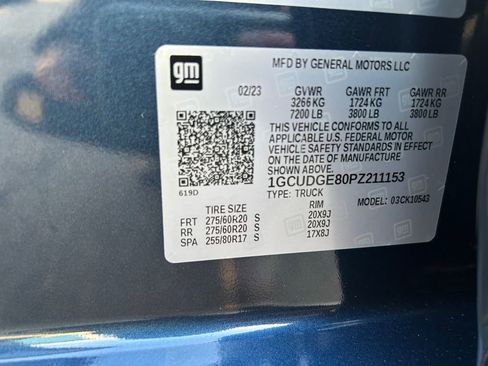 gm
MFD BY GENERAL MOTORS LLC
02/23 GVWR GAWR FRT GAWR RR
3266 KG 1724 KG 1724 KG
7200 LB 3800 LB 3800 LB
THIS VEHICLE CONFORMS TO ALL
APPLICABLE U.S. FEDERAL MOTOR
VEHICLE SAFETY STANDARDS IN EFFECT
ON THE DATE OF MANUFACTURE
SHOWN ABOVE.
1GCUDGE80PZ211153
619D TYPE: TRUCK MODEL: 03CK10543
TIRE SIZE RIM
FRT 275/60R20 S 20X9J
RR 275/60R20 S 20X9J
SPA 255/80R17 S 17X8J